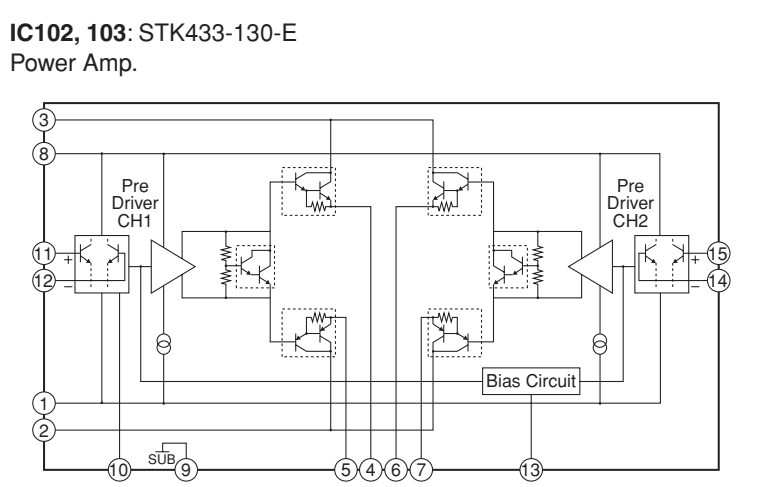 IC102, 103: STK433-130-E
Power Amp.
3
8
Pre
Driver
CH1
Pre
Driver
CH2
11
+
12
–
15
+
14
–
Bias Circuit
1
2
SUB
10
9
5
4
6
7
13